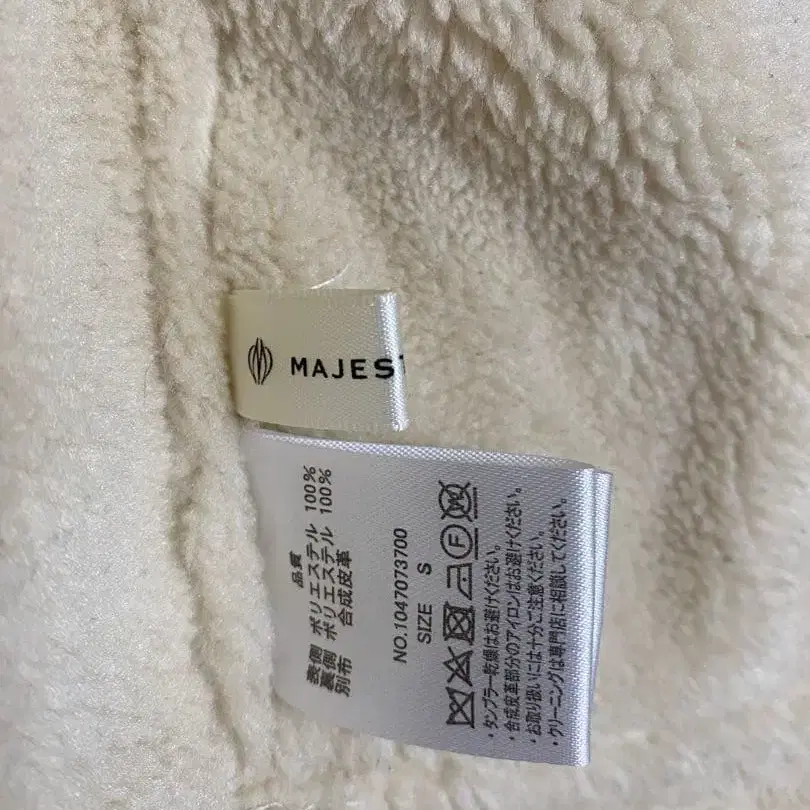 MAJEST
品質
表側 ポリエステル 100%
裏側 ポリエステル 100%
別布 合成皮革
NO.1047073700
SIZE S
・タンブラー乾燥はお避けください。
・合成皮革部分のアイロンはお避けください。
・お取り扱いには十分ご注意ください。
・クリーニングは専門店に相談してください。